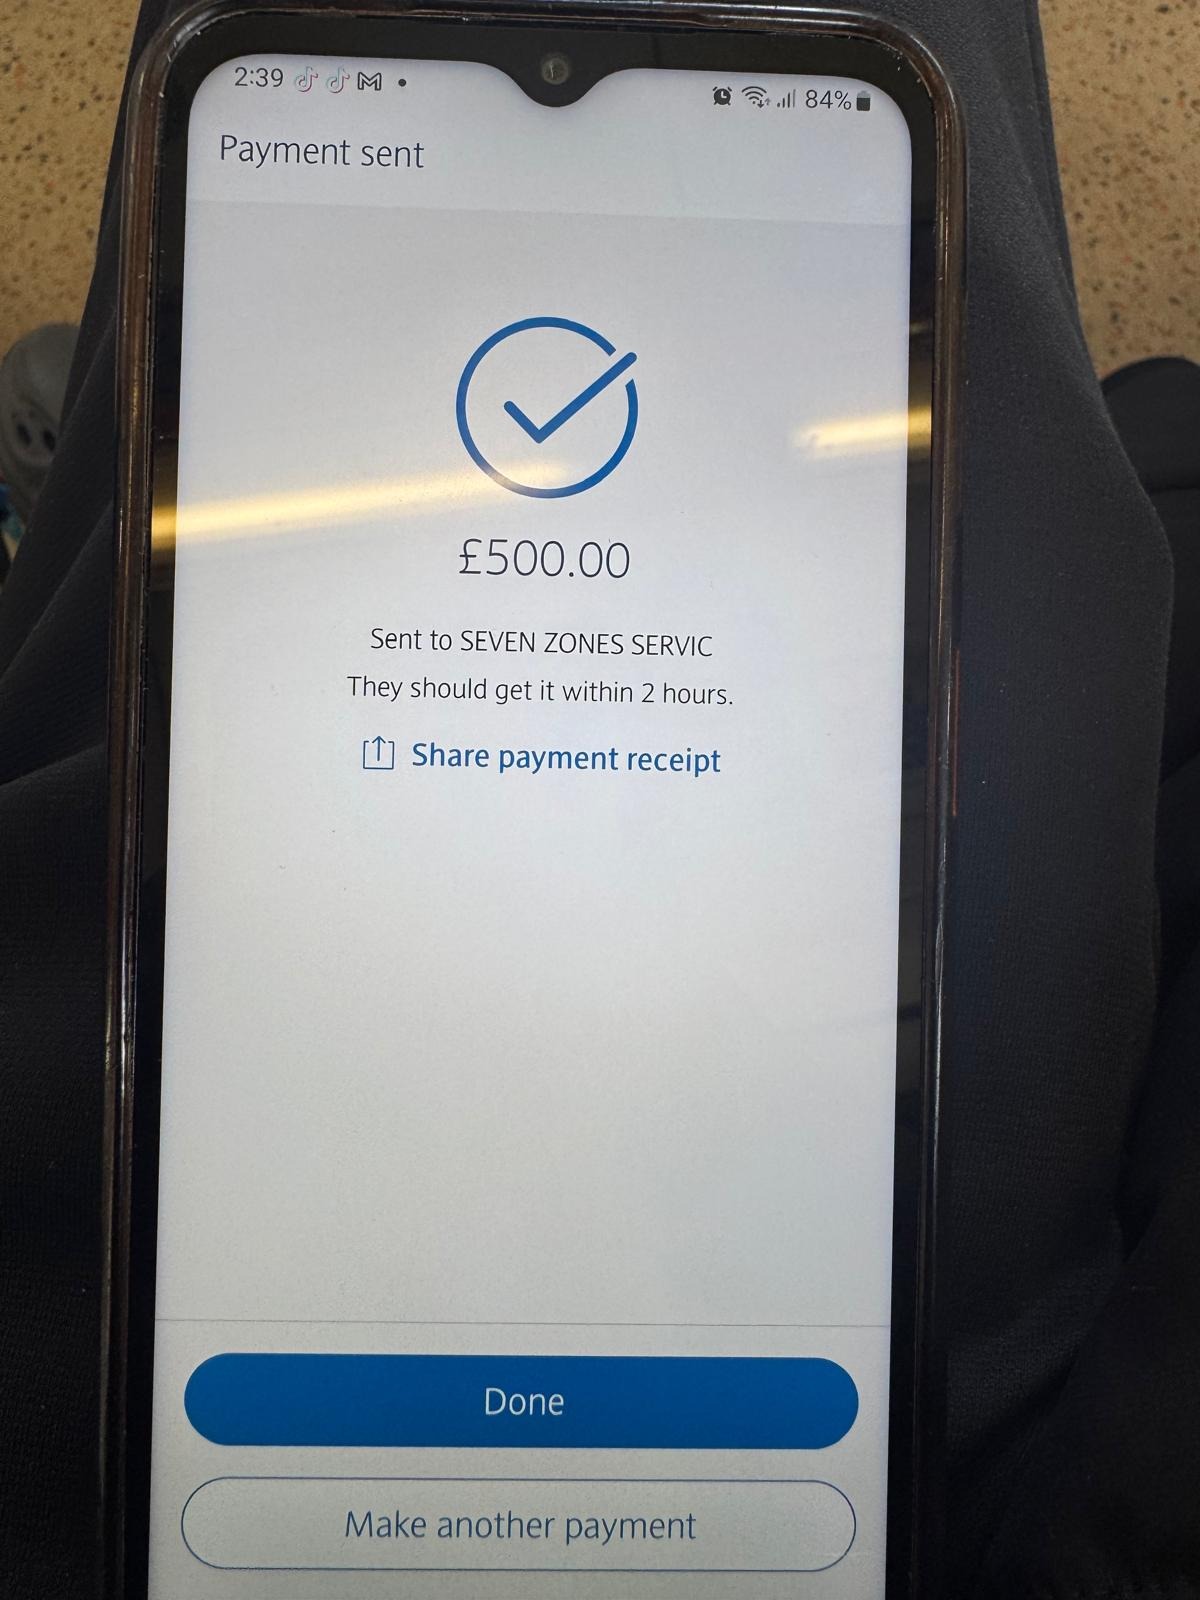 2:39
84%
Payment sent
£500.00
Sent to SEVEN ZONES SERVIC
They should get it within 2 hours.
Share payment receipt
Done
Make another payment